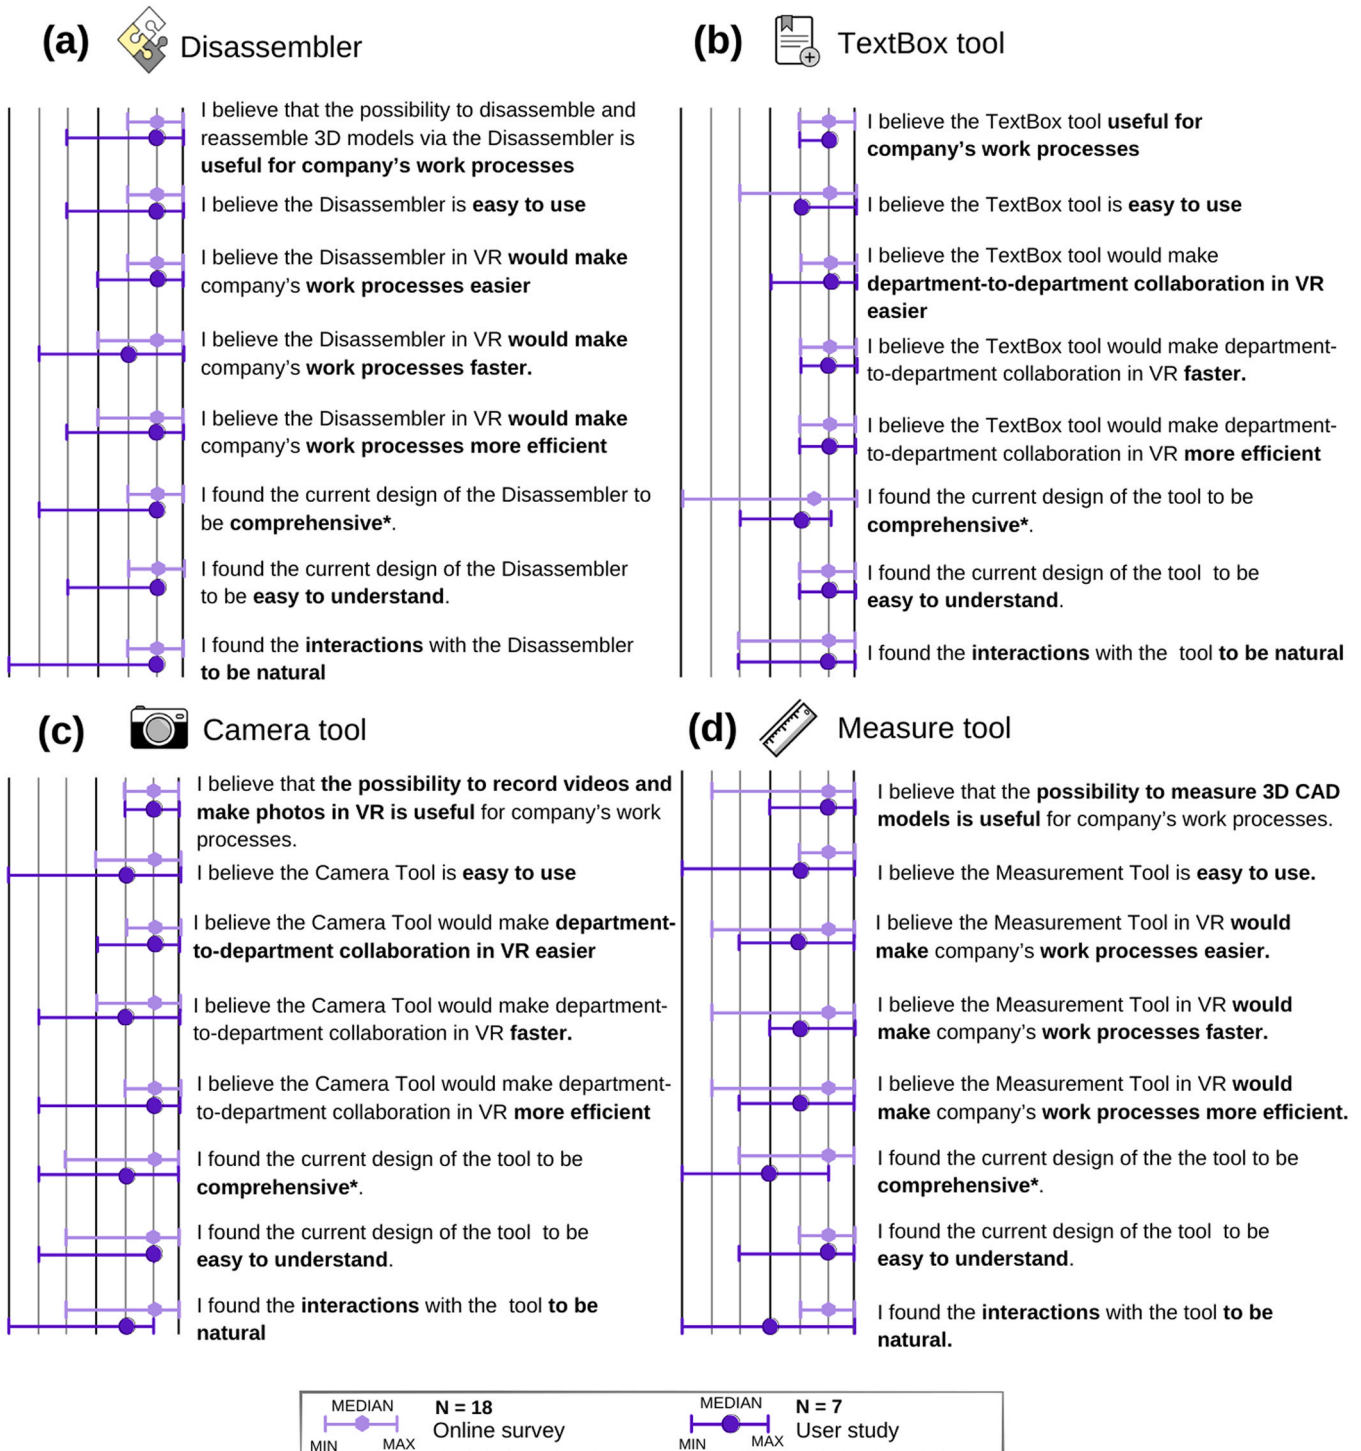 (a) Disassembler
I believe that the possibility to disassemble and
reassemble 3D models via the Disassembler is
useful for company's work processes
I believe the Disassembler is easy to use
I believe the Disassembler in VR would make
company's work processes easier
I believe the Disassembler in VR would make
company's work processes faster.
I believe the Disassembler in VR would make
company's work processes more efficient
I found the current design of the Disassembler to
be comprehensive*.
I found the current design of the Disassembler
to be easy to understand.
I found the interactions with the Disassembler
to be natural
(b) TextBox tool
I believe the TextBox tool useful for
company's work processes
I believe the TextBox tool is easy to use
I believe the TextBox tool would make
department-to-department collaboration in VR
easier
I believe the TextBox tool would make department-
to-department collaboration in VR faster.
I believe the TextBox tool would make department-
to-department collaboration in VR more efficient
I found the current design of the tool to be
comprehensive*.
I found the current design of the tool to be
easy to understand.
I found the interactions with the tool to be natural
(c) Camera tool
I believe that the possibility to record videos and
make photos in VR is useful for company's work
processes.
I believe the Camera Tool is easy to use
I believe the Camera Tool would make department-
to-department collaboration in VR easier
I believe the Camera Tool would make department-
to-department collaboration in VR faster.
I believe the Camera Tool would make department-
to-department collaboration in VR more efficient
I found the current design of the tool to be
comprehensive*.
I found the current design of the tool to be
easy to understand.
I found the interactions with the tool to be
natural
(d) Measure tool
I believe that the possibility to measure 3D CAD
models is useful for company's work processes.
I believe the Measurement Tool is easy to use.
I believe the Measurement Tool in VR would
make company's work processes easier.
I believe the Measurement Tool in VR would
make company's work processes faster.
I believe the Measurement Tool in VR would
make company's work processes more efficient.
I found the current design of the the tool to be
comprehensive*.
I found the current design of the tool to be
easy to understand.
I found the interactions with the tool to be
natural.
MEDIAN
MIN MAX
N = 18
Online survey
MEDIAN
MIN MAX
N = 7
User study